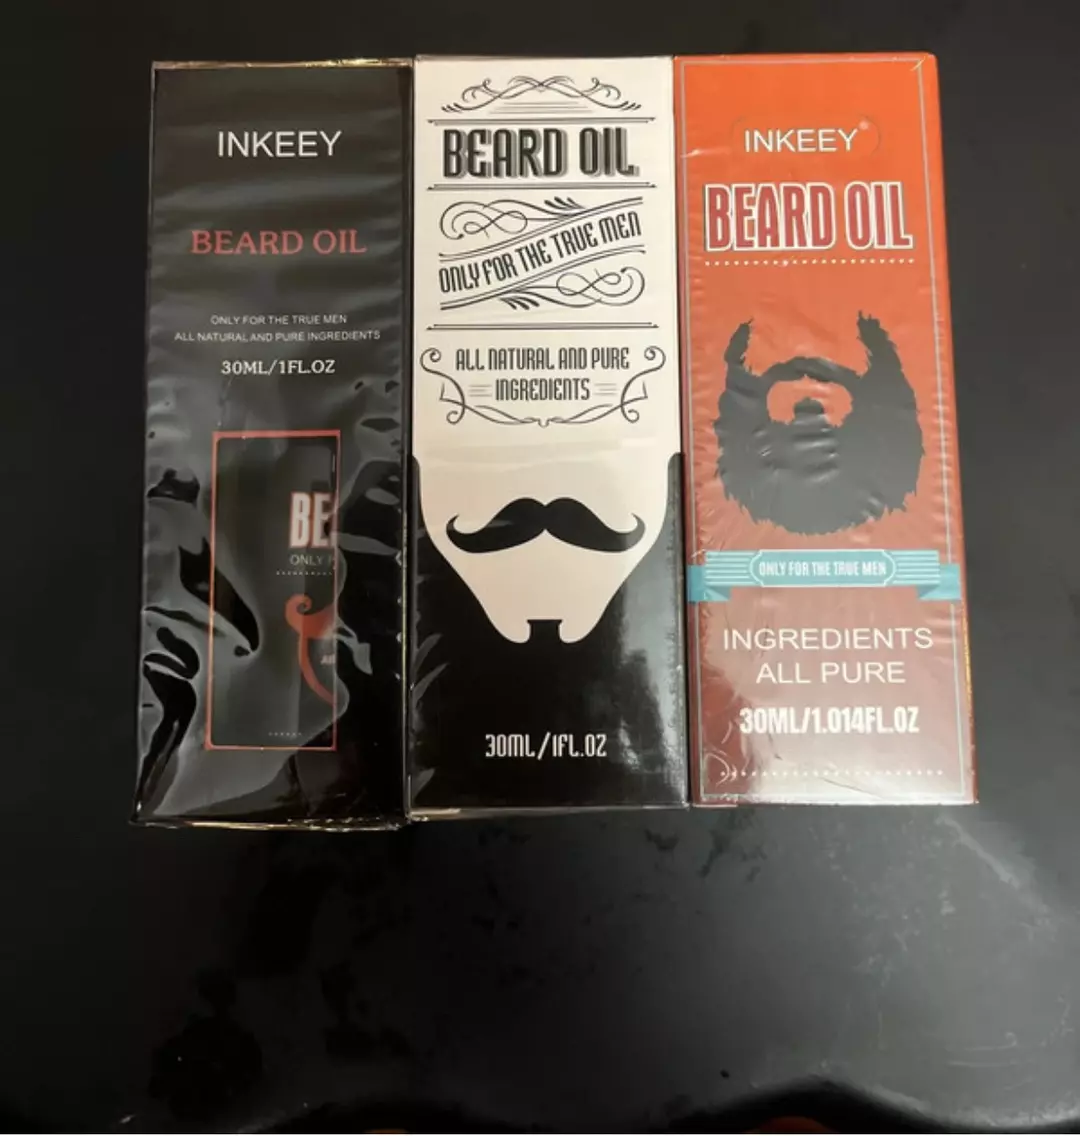 INKEEY
BEARD OIL
ONLY FOR THE TRUE MEN
ALL NATURAL AND PURE INGREDIENTS
30ML/1FL.OZ
BE
ONLY
BEARD OIL
ONLY FOR THE TRUE MEN
ALL NATURAL AND PURE
INGREDIENTS
30ML/1FL.OZ
INKEEY®
BEARD OIL
ONLY FOR THE TRUE MEN
INGREDIENTS
ALL PURE
30ML/1.014FL.OZ